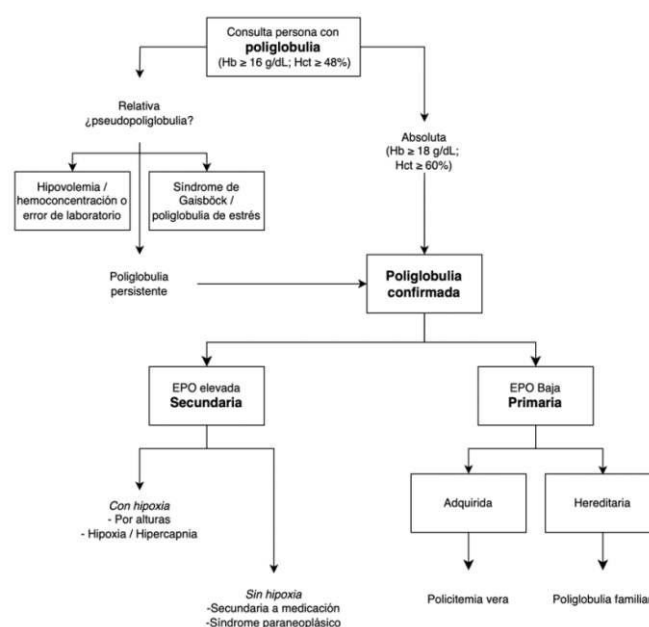 Consulta persona con
poliglobulia
(Hb ≥ 16 g/dL; Hct ≥ 48%)
Relativa
¿pseudopoliglobulia?
Absoluta
(Hb ≥ 18 g/dL;
Hct ≥ 60%)
Hipovolemia /
hemoconcentración o
error de laboratorio
Síndrome de
Gaisböck /
poliglobulia de estrés
Poliglobulia
persistente
Poliglobulia
confirmada
EPO elevada
Secundaria
EPO Baja
Primaria
Con hipoxia
- Por alturas
- Hipoxia / Hipercapnia
Adquirida
Hereditaria
Sin hipoxia
-Secundaria a medicación
-Síndrome paraneoplásico
Policitemia vera
Poliglobulia familiar